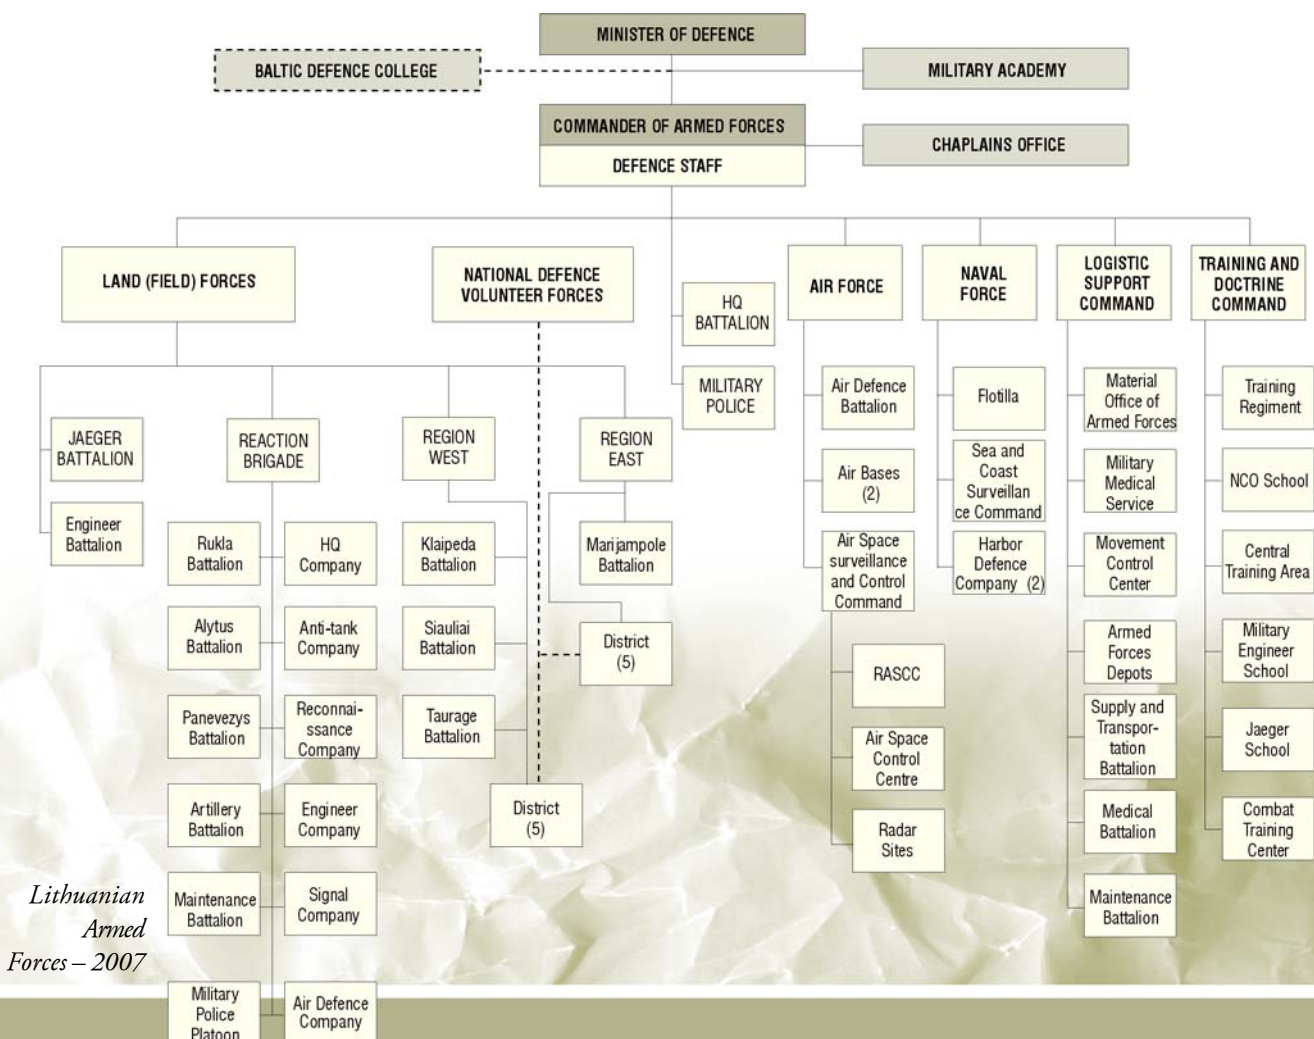 MINISTER OF DEFENCE
BALTIC DEFENCE COLLEGE
MILITARY ACADEMY
COMMANDER OF ARMED FORCES
DEFENCE STAFF
CHAPLAINS OFFICE
LAND (FIELD) FORCES
NATIONAL DEFENCE
VOLUNTEER FORCES
HQ
BATTALION
MILITARY
POLICE
AIR FORCE
NAVAL
FORCE
LOGISTIC
SUPPORT
COMMAND
TRAINING AND
DOCTRINE
COMMAND
JAEGER
BATTALION
Engineer
Battalion
REACTION
BRIGADE
Rukla
Battalion
HQ
Company
Alytus
Battalion
Anti-tank
Company
Panevezys
Battalion
Reconnai-
ssance
Company
Artillery
Battalion
Engineer
Company
Maintenance
Battalion
Signal
Company
Military
Police
Platoon
Air Defence
Company
REGION
WEST
Klaipeda
Battalion
Siauliai
Battalion
Taurage
Battalion
District
(5)
REGION
EAST
Marijampole
Battalion
District
(5)
Air Defence
Battalion
Air Bases
(2)
Air Space
surveillance
and Control
Command
RASCC
Air Space
Control
Centre
Radar
Sites
Flotilla
Sea and
Coast
Surveillan
ce Command
Harbor
Defence
Company (2)
Material
Office of
Armed Forces
Military
Medical
Service
Movement
Control
Center
Armed
Forces
Depots
Supply and
Transpor-
tation
Battalion
Medical
Battalion
Maintenance
Battalion
Training
Regiment
NCO School
Central
Training Area
Military
Engineer
School
Jaeger
School
Combat
Training
Center
Lithuanian
Armed
Forces – 2007